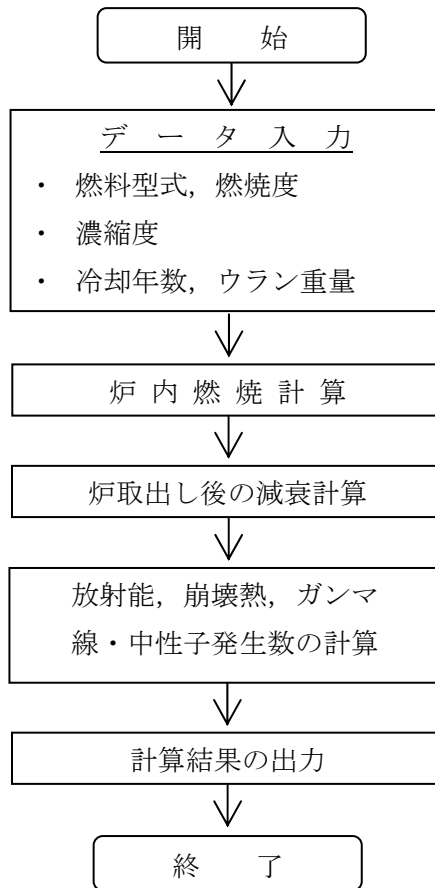 開 始
データ入力
・ 燃料型式, 燃焼度
・ 濃縮度
・ 冷却年数, ウラン重量
炉内燃焼計算
炉取出し後の減衰計算
放射能, 崩壊熱, ガンマ
線・中性子発生数の計算
計算結果の出力
終 了